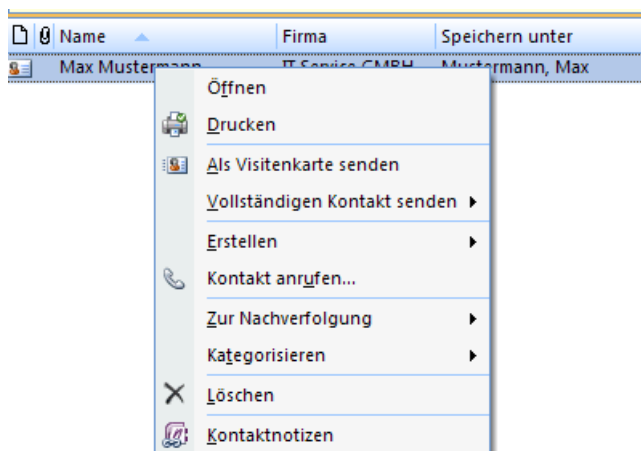 Name Firma Speichern unter
Max Mustermann IT Service GMBH Mustermann, Max
Öffnen
Drucken
Als Visitenkarte senden
Vollständigen Kontakt senden
Erstellen
Kontakt anrufen...
Zur Nachverfolgung
Kategorisieren
Löschen
Kontaktnotizen